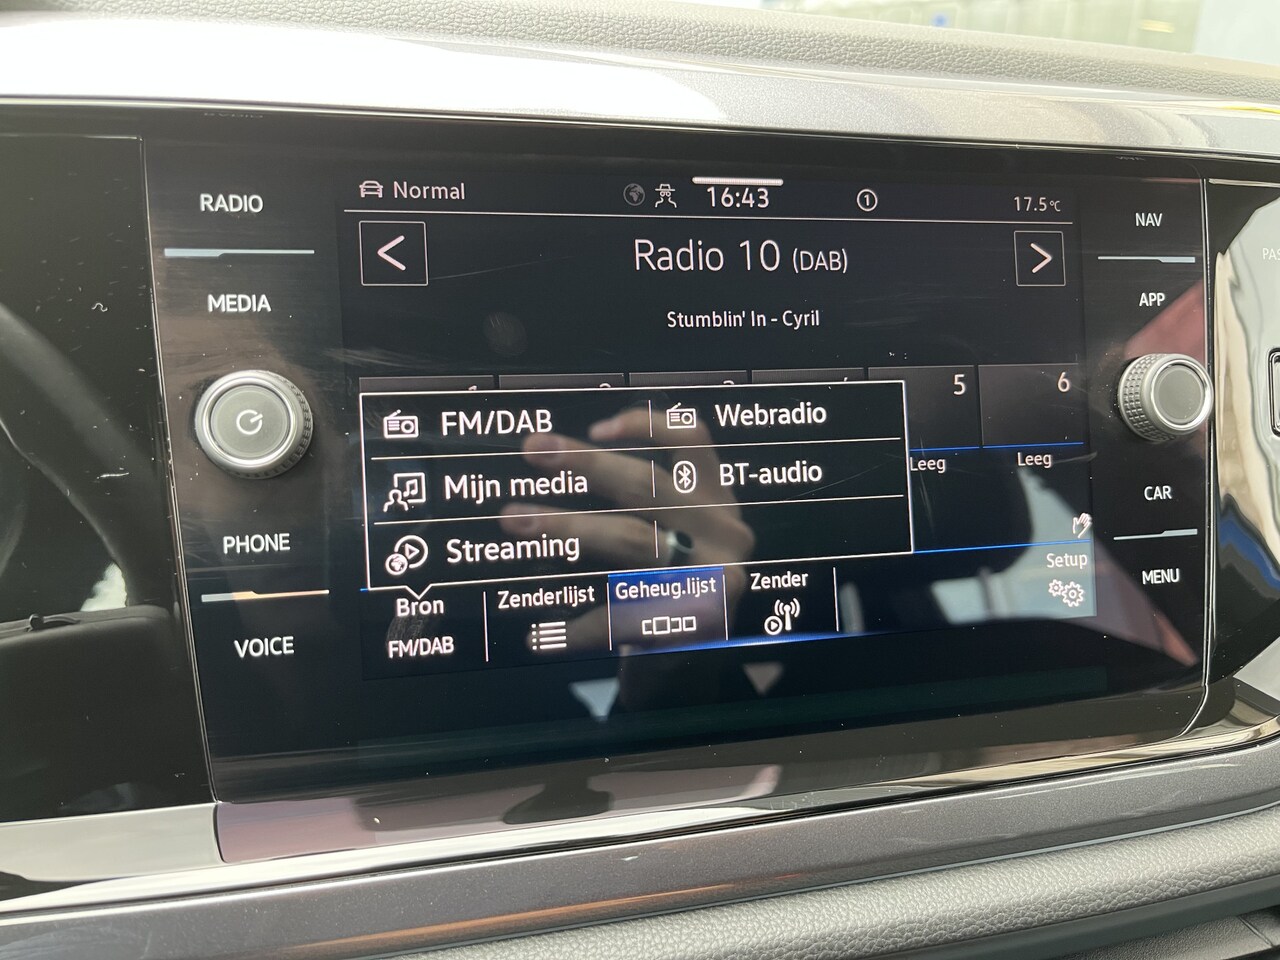 RADIO
MEDIA
PHONE
VOICE
Normal
16:43
1
17.5°C
Radio 10 (DAB)
Stumblin' In - Cyril
5
6
Leeg
Leeg
FM/DAB
Webradio
Mijn media
BT-audio
Streaming
Bron
FM/DAB
Zenderlijst
Geheug.lijst
Zender
Setup
NAV
APP
CAR
MENU